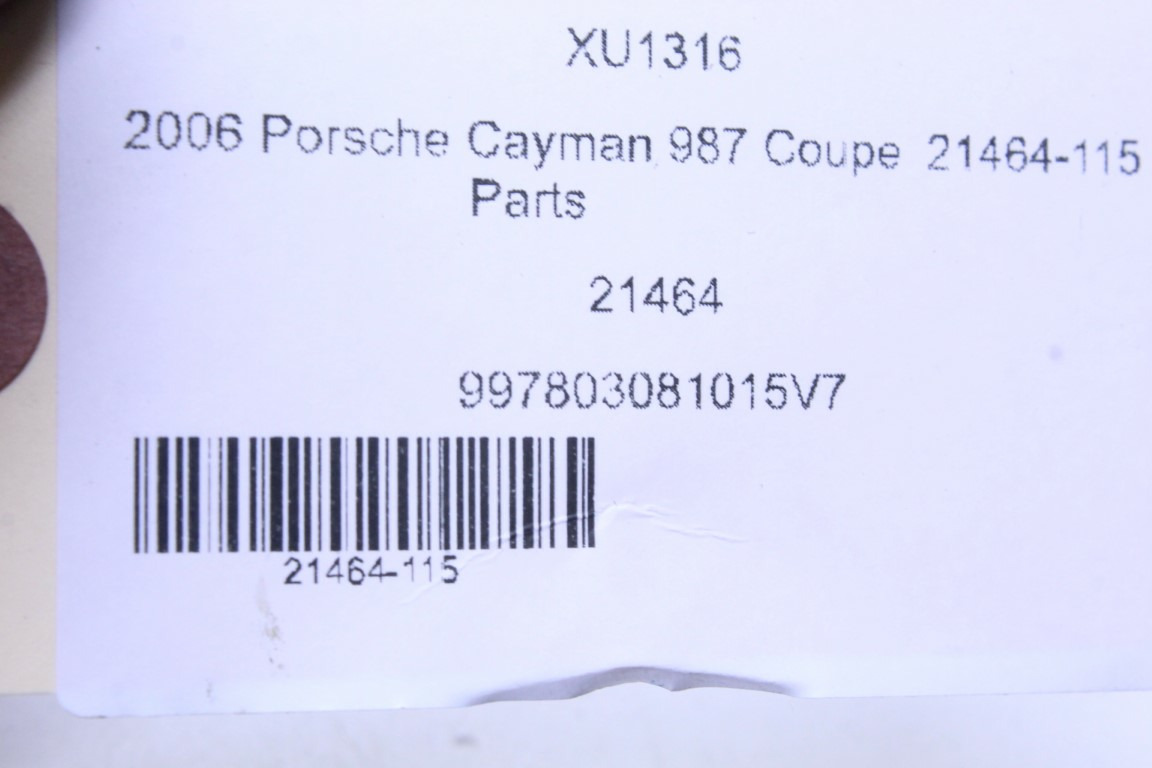 XU1316
2006 Porsche Cayman 987 Coupe 21464-115
Parts
21464
997803081015V7
21464-115